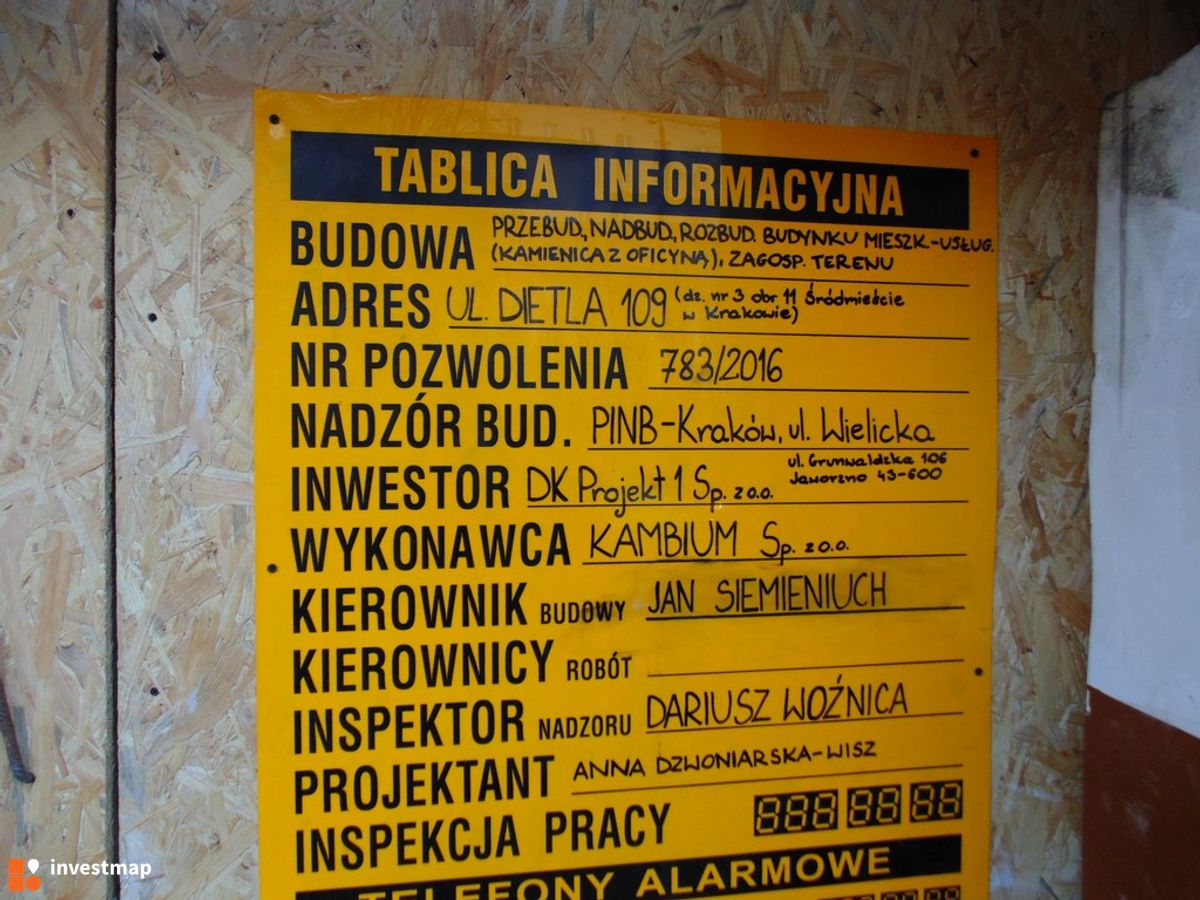 TABLICA INFORMACYJNA
BUDOWA PRZEBUD., NADBUD., ROZBUD. BUDYNKU MIESZK.-USŁUG.
(KAMIENICA Z OFICYNĄ), ZAGOSP. TERENU
ADRES UL. DIETLA 109 (dz. nr 3 obr 11 Śródmieście
w Krakowie)
NR POZWOLENIA 783/2016
NADZÓR BUD. PINB-Kraków, ul. Wielicka
INWESTOR DK Projekt 1 Sp. z o.o. ul. Grunwaldzka 106
Jaworzno 43-600
WYKONAWCA KAMBIUM Sp. z o.o.
KIEROWNIK BUDOWY JAN SIEMIENIUCH
KIEROWNICY ROBÓT
INSPEKTOR NADZORU DARIUSZ WOŹNICA
PROJEKTANT ANNA DZWONIARSKA-WISZ
INSPEKCJA PRACY 888 88 88
TELEFONY ALARMOWE
investmap